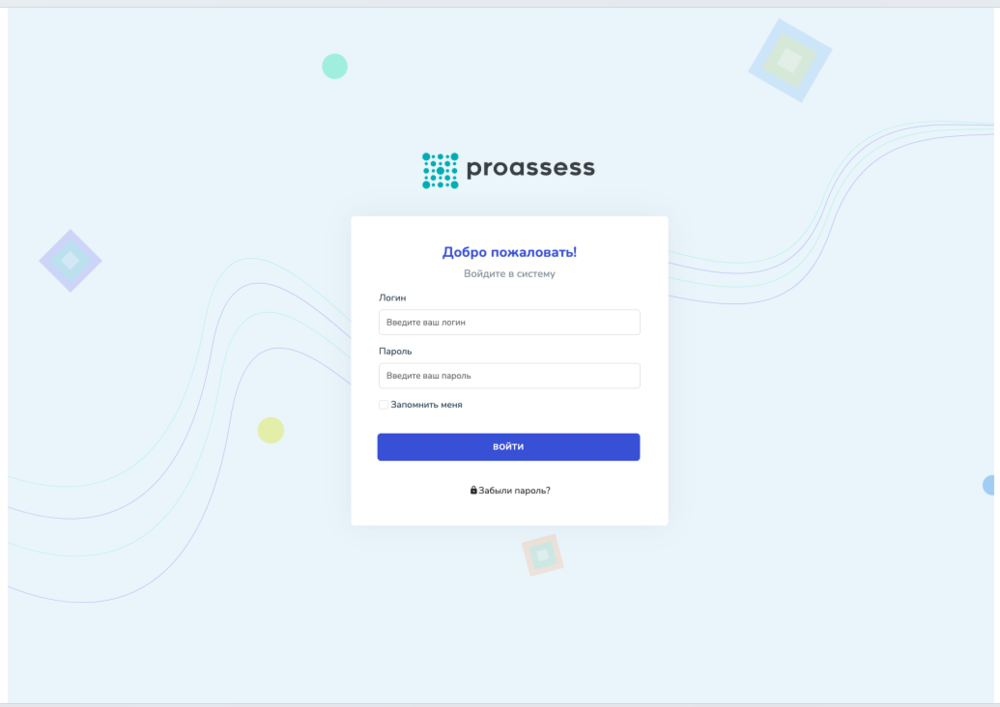 proassess
Добро пожаловать!
Войдите в систему
Логин
Введите ваш логин
Пароль
Введите ваш пароль
Запомнить меня
ВОЙТИ
Забыли пароль?